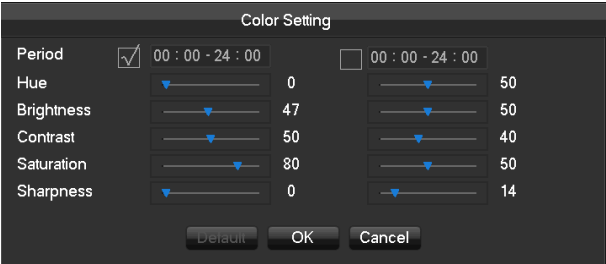 Color Setting
Period 00 : 00 - 24 : 00 00 : 00 - 24 : 00
Hue 0 50
Brightness 47 50
Contrast 50 40
Saturation 80 50
Sharpness 0 14
Default OK Cancel